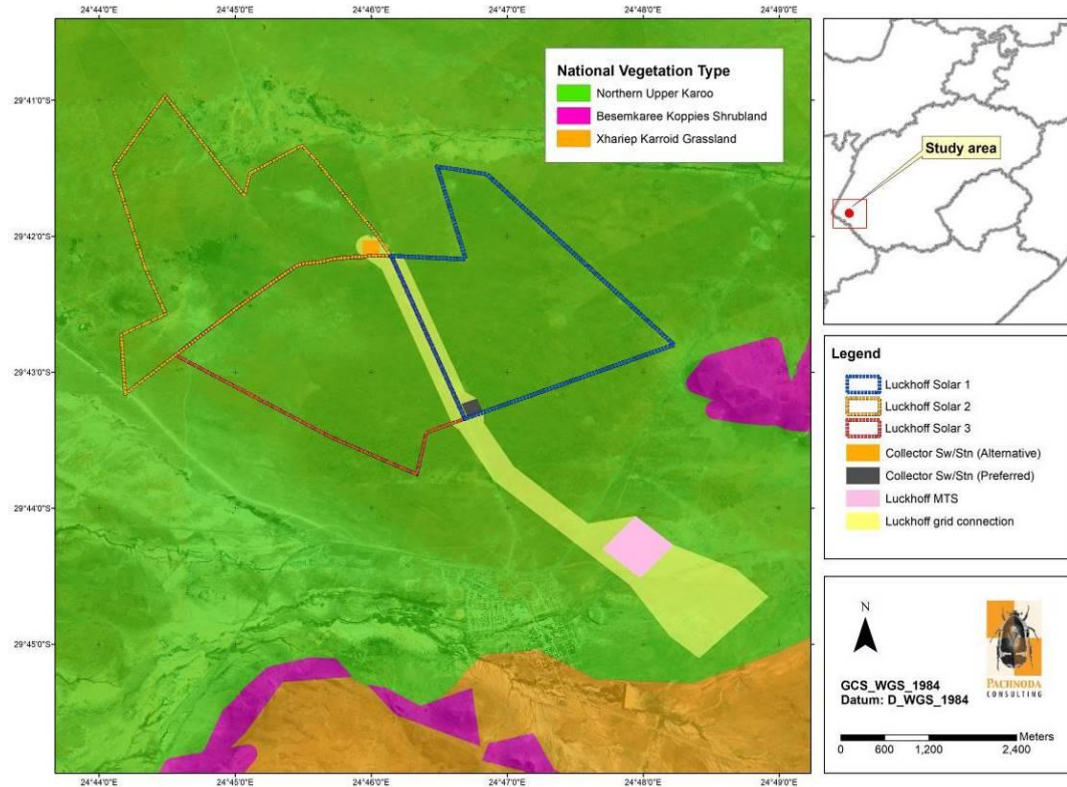 24°44'0"E 24°45'0"E 24°46'0"E 24°47'0"E 24°48'0"E 24°49'0"E
National Vegetation Type
Northern Upper Karoo
Besemkaree Koppies Shrubland
Xhariep Karroid Grassland
29°41'0"S
29°42'0"S
29°43'0"S
29°44'0"S
29°45'0"S
24°44'0"E 24°45'0"E 24°46'0"E 24°47'0"E 24°48'0"E 24°49'0"E
Study area
Legend
Luckhoff Solar 1
Luckhoff Solar 2
Luckhoff Solar 3
Collector Sw/Stn (Alternative)
Collector Sw/Stn (Preferred)
Luckhoff MTS
Luckhoff grid connection
N
PACHNODA
CONSULTING
GCS_WGS_1984
Datum: D_WGS_1984
Meters
0 600 1,200 2,400